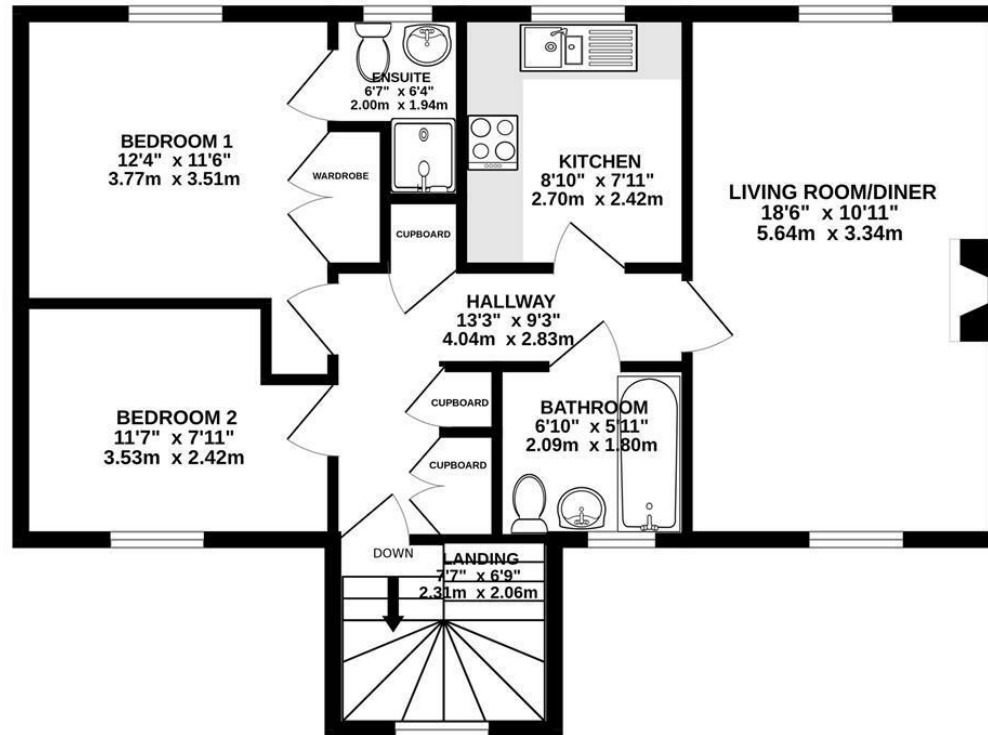 BEDROOM 1
12'4" x 11'6"
3.77m x 3.51m
ENSUITE
6'7" x 6'4"
2.00m x 1.94m
WARDROBE
CUPBOARD
KITCHEN
8'10" x 7'11"
2.70m x 2.42m
LIVING ROOM/DINER
18'6" x 10'11"
5.64m x 3.34m
HALLWAY
13'3" x 9'3"
4.04m x 2.83m
BEDROOM 2
11'7" x 7'11"
3.53m x 2.42m
CUPBOARD
CUPBOARD
BATHROOM
6'10" x 5'11"
2.09m x 1.80m
DOWN
LANDING
7'7" x 6'9"
2.31m x 2.06m